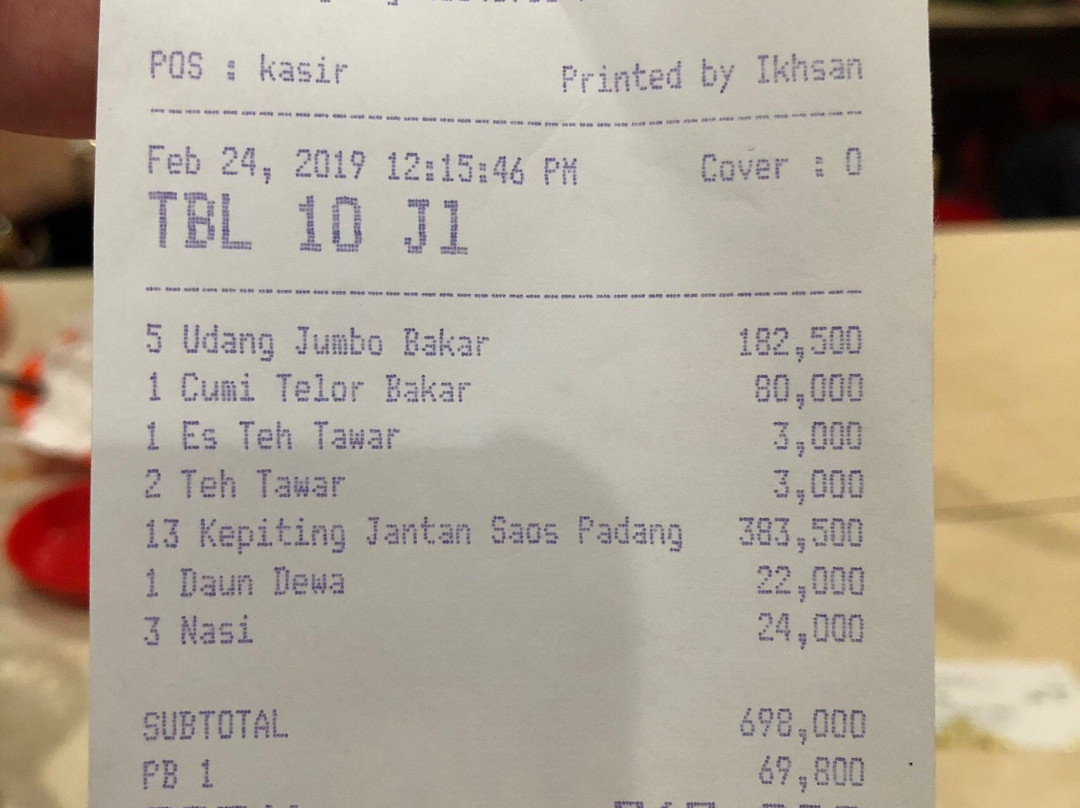 POS : kasir Printed by Ikhsan
Feb 24, 2019 12:15:46 PM Cover : 0
TBL 10 J1
5 Udang Jumbo Bakar 182,500
1 Cumi Telor Bakar 80,000
1 Es Teh Tawar 3,000
2 Teh Tawar 3,000
13 Kepiting Jantan Saos Padang 383,500
1 Daun Dewa 22,000
3 Nasi 24,000
SUBTOTAL 698,000
PB 1 69,800